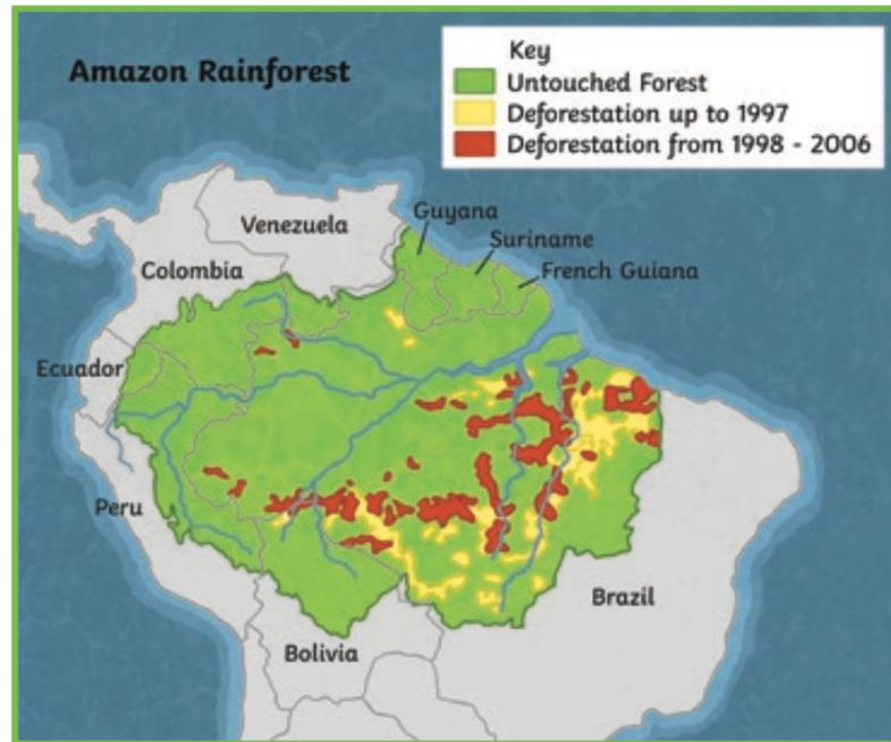 Amazon Rainforest
Key
Untouched Forest
Deforestation up to 1997
Deforestation from 1998 - 2006
Guyana
Venezuela
Suriname
Colombia
French Guiana
Ecuador
Peru
Brazil
Bolivia